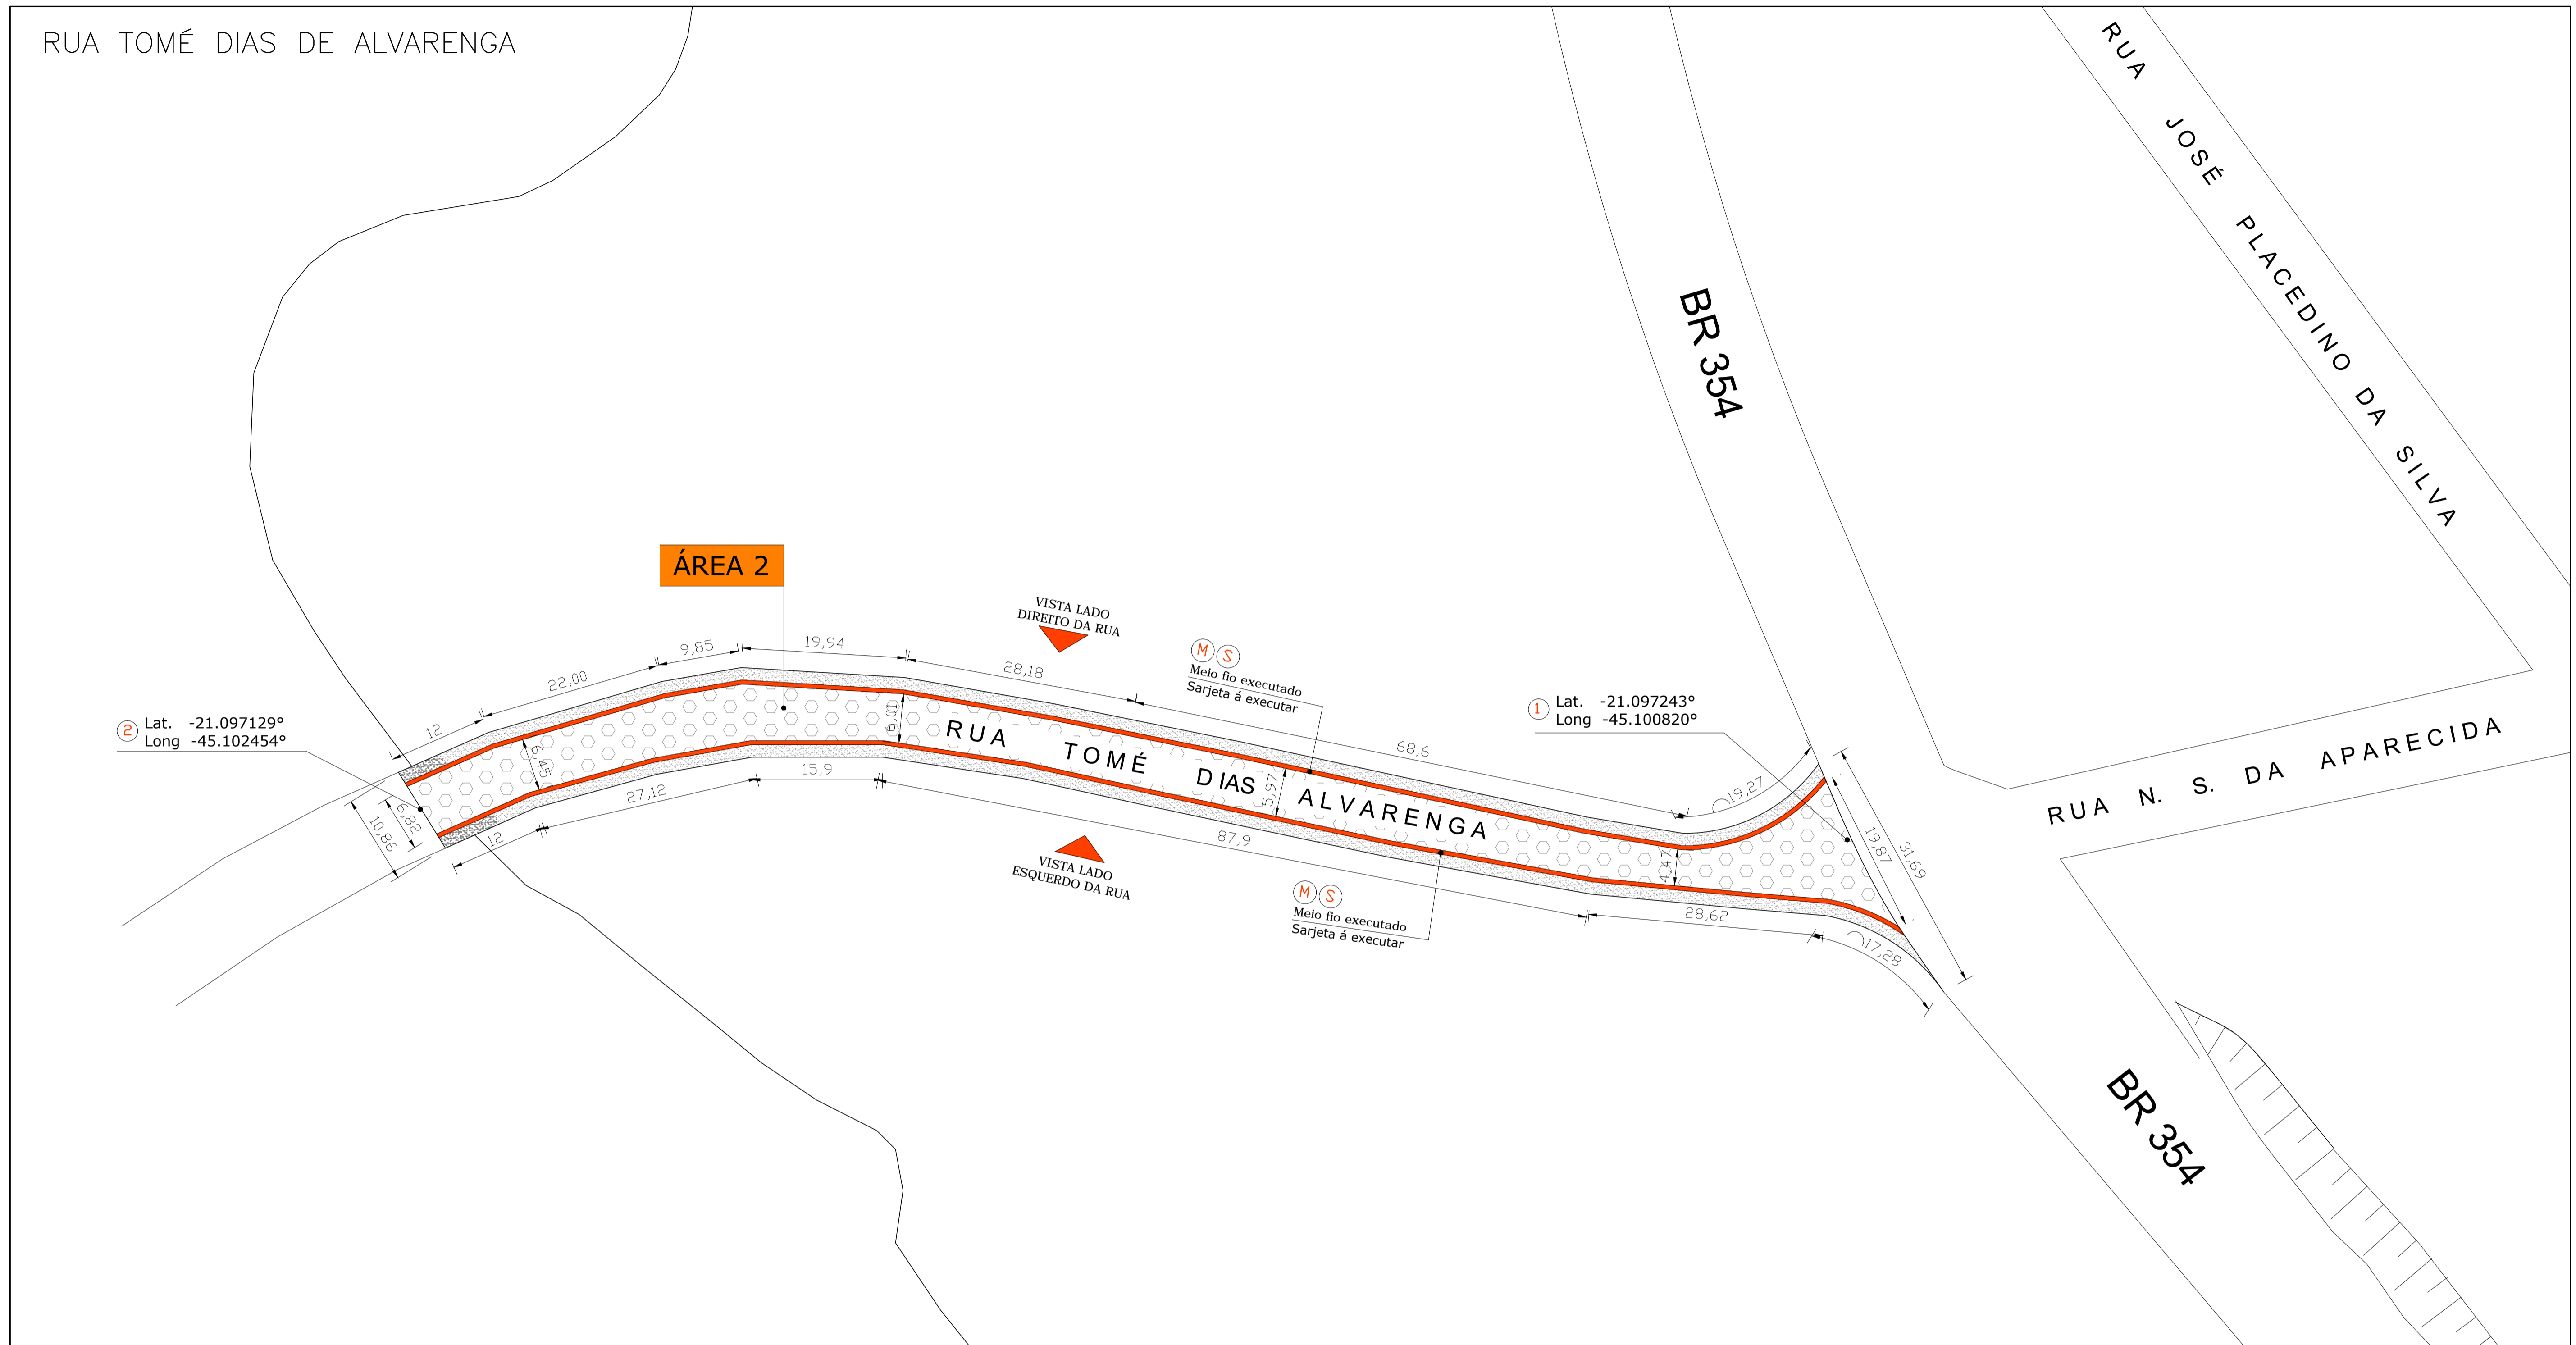 RUA TOMÉ DIAS DE ALVARENGA
RUA JOSÉ PLACEDINO DA SILVA
BR 354
ÁREA 2
VISTA LADO
DIREITO DA RUA
M S
Meio fio executado
Sarjeta á executar
1 Lat. -21.097243°
Long -45.100820°
2 Lat. -21.097129°
Long -45.102454°
12
22,00
9,85
19,94
28,18
68,6
19,27
31,69
19,87
10,86
6,82
6,01
5,97
4,47
RUA TOMÉ DIAS ALVARENGA
RUA N. S. DA APARECIDA
12
27,12
15,9
87,9
28,62
17,28
VISTA LADO
ESQUERDO DA RUA
M S
Meio fio executado
Sarjeta á executar
BR 354